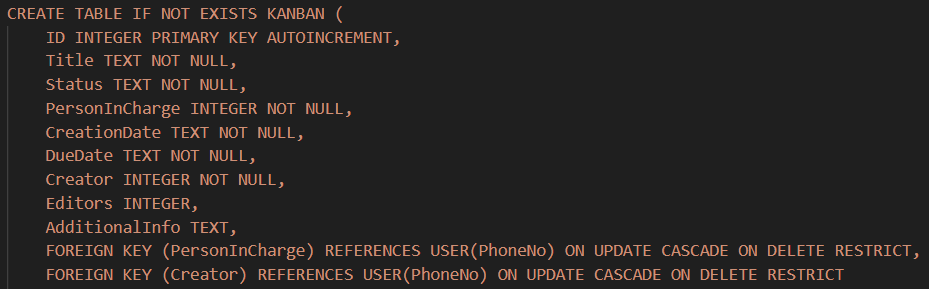 CREATE TABLE IF NOT EXISTS KANBAN (
ID INTEGER PRIMARY KEY AUTOINCREMENT,
Title TEXT NOT NULL,
Status TEXT NOT NULL,
PersonInCharge INTEGER NOT NULL,
CreationDate TEXT NOT NULL,
DueDate TEXT NOT NULL,
Creator INTEGER NOT NULL,
Editors INTEGER,
AdditionalInfo TEXT,
FOREIGN KEY (PersonInCharge) REFERENCES USER(PhoneNo) ON UPDATE CASCADE ON DELETE RESTRICT,
FOREIGN KEY (Creator) REFERENCES USER(PhoneNo) ON UPDATE CASCADE ON DELETE RESTRICT